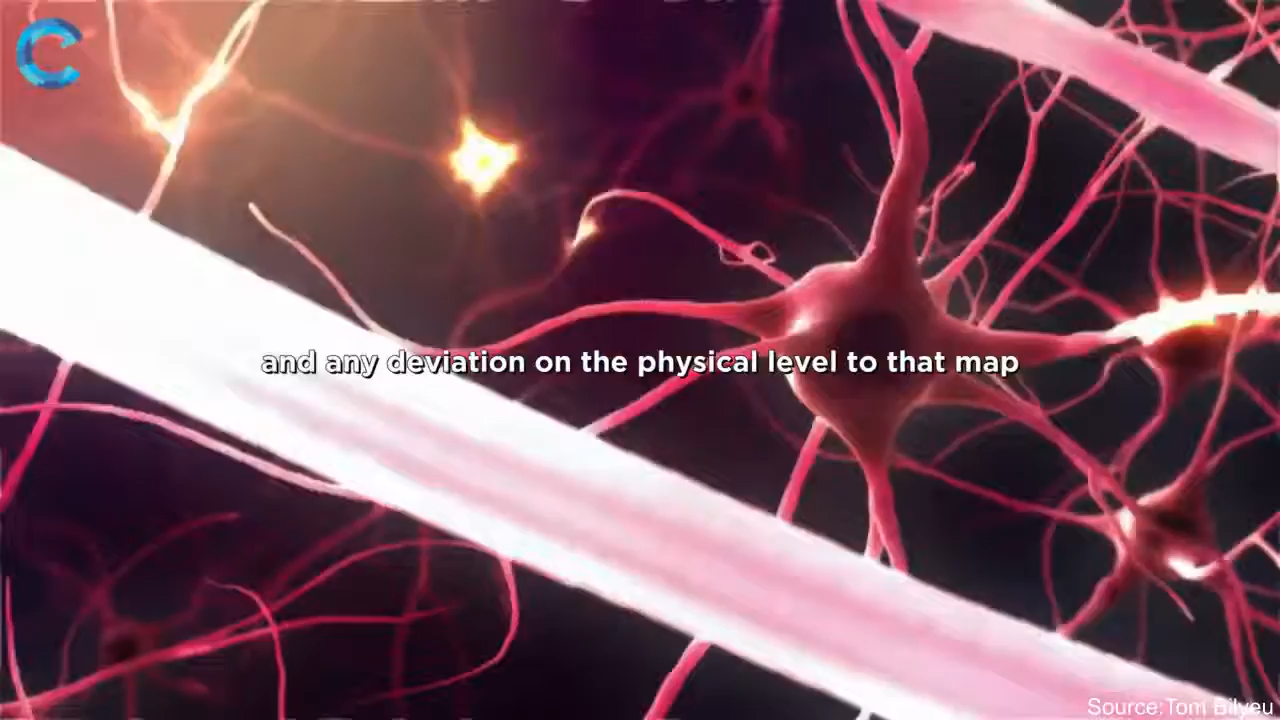 C
and any deviation on the physical level to that map
Source:Tom Bilyeu